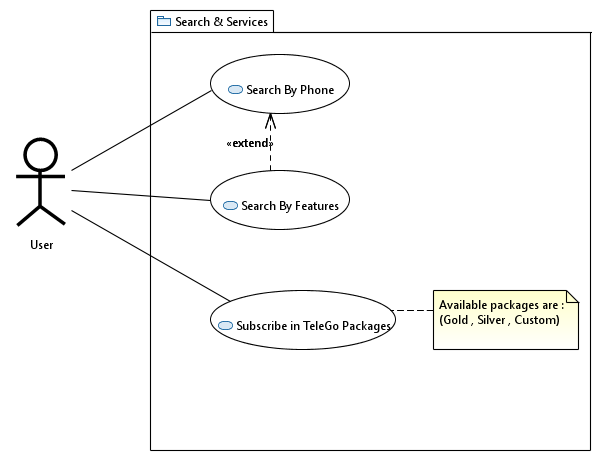 Search & Services
Search By Phone
«extend»
Search By Features
User
Subscribe in TeleGo Packages
Available packages are :
(Gold , Silver , Custom)